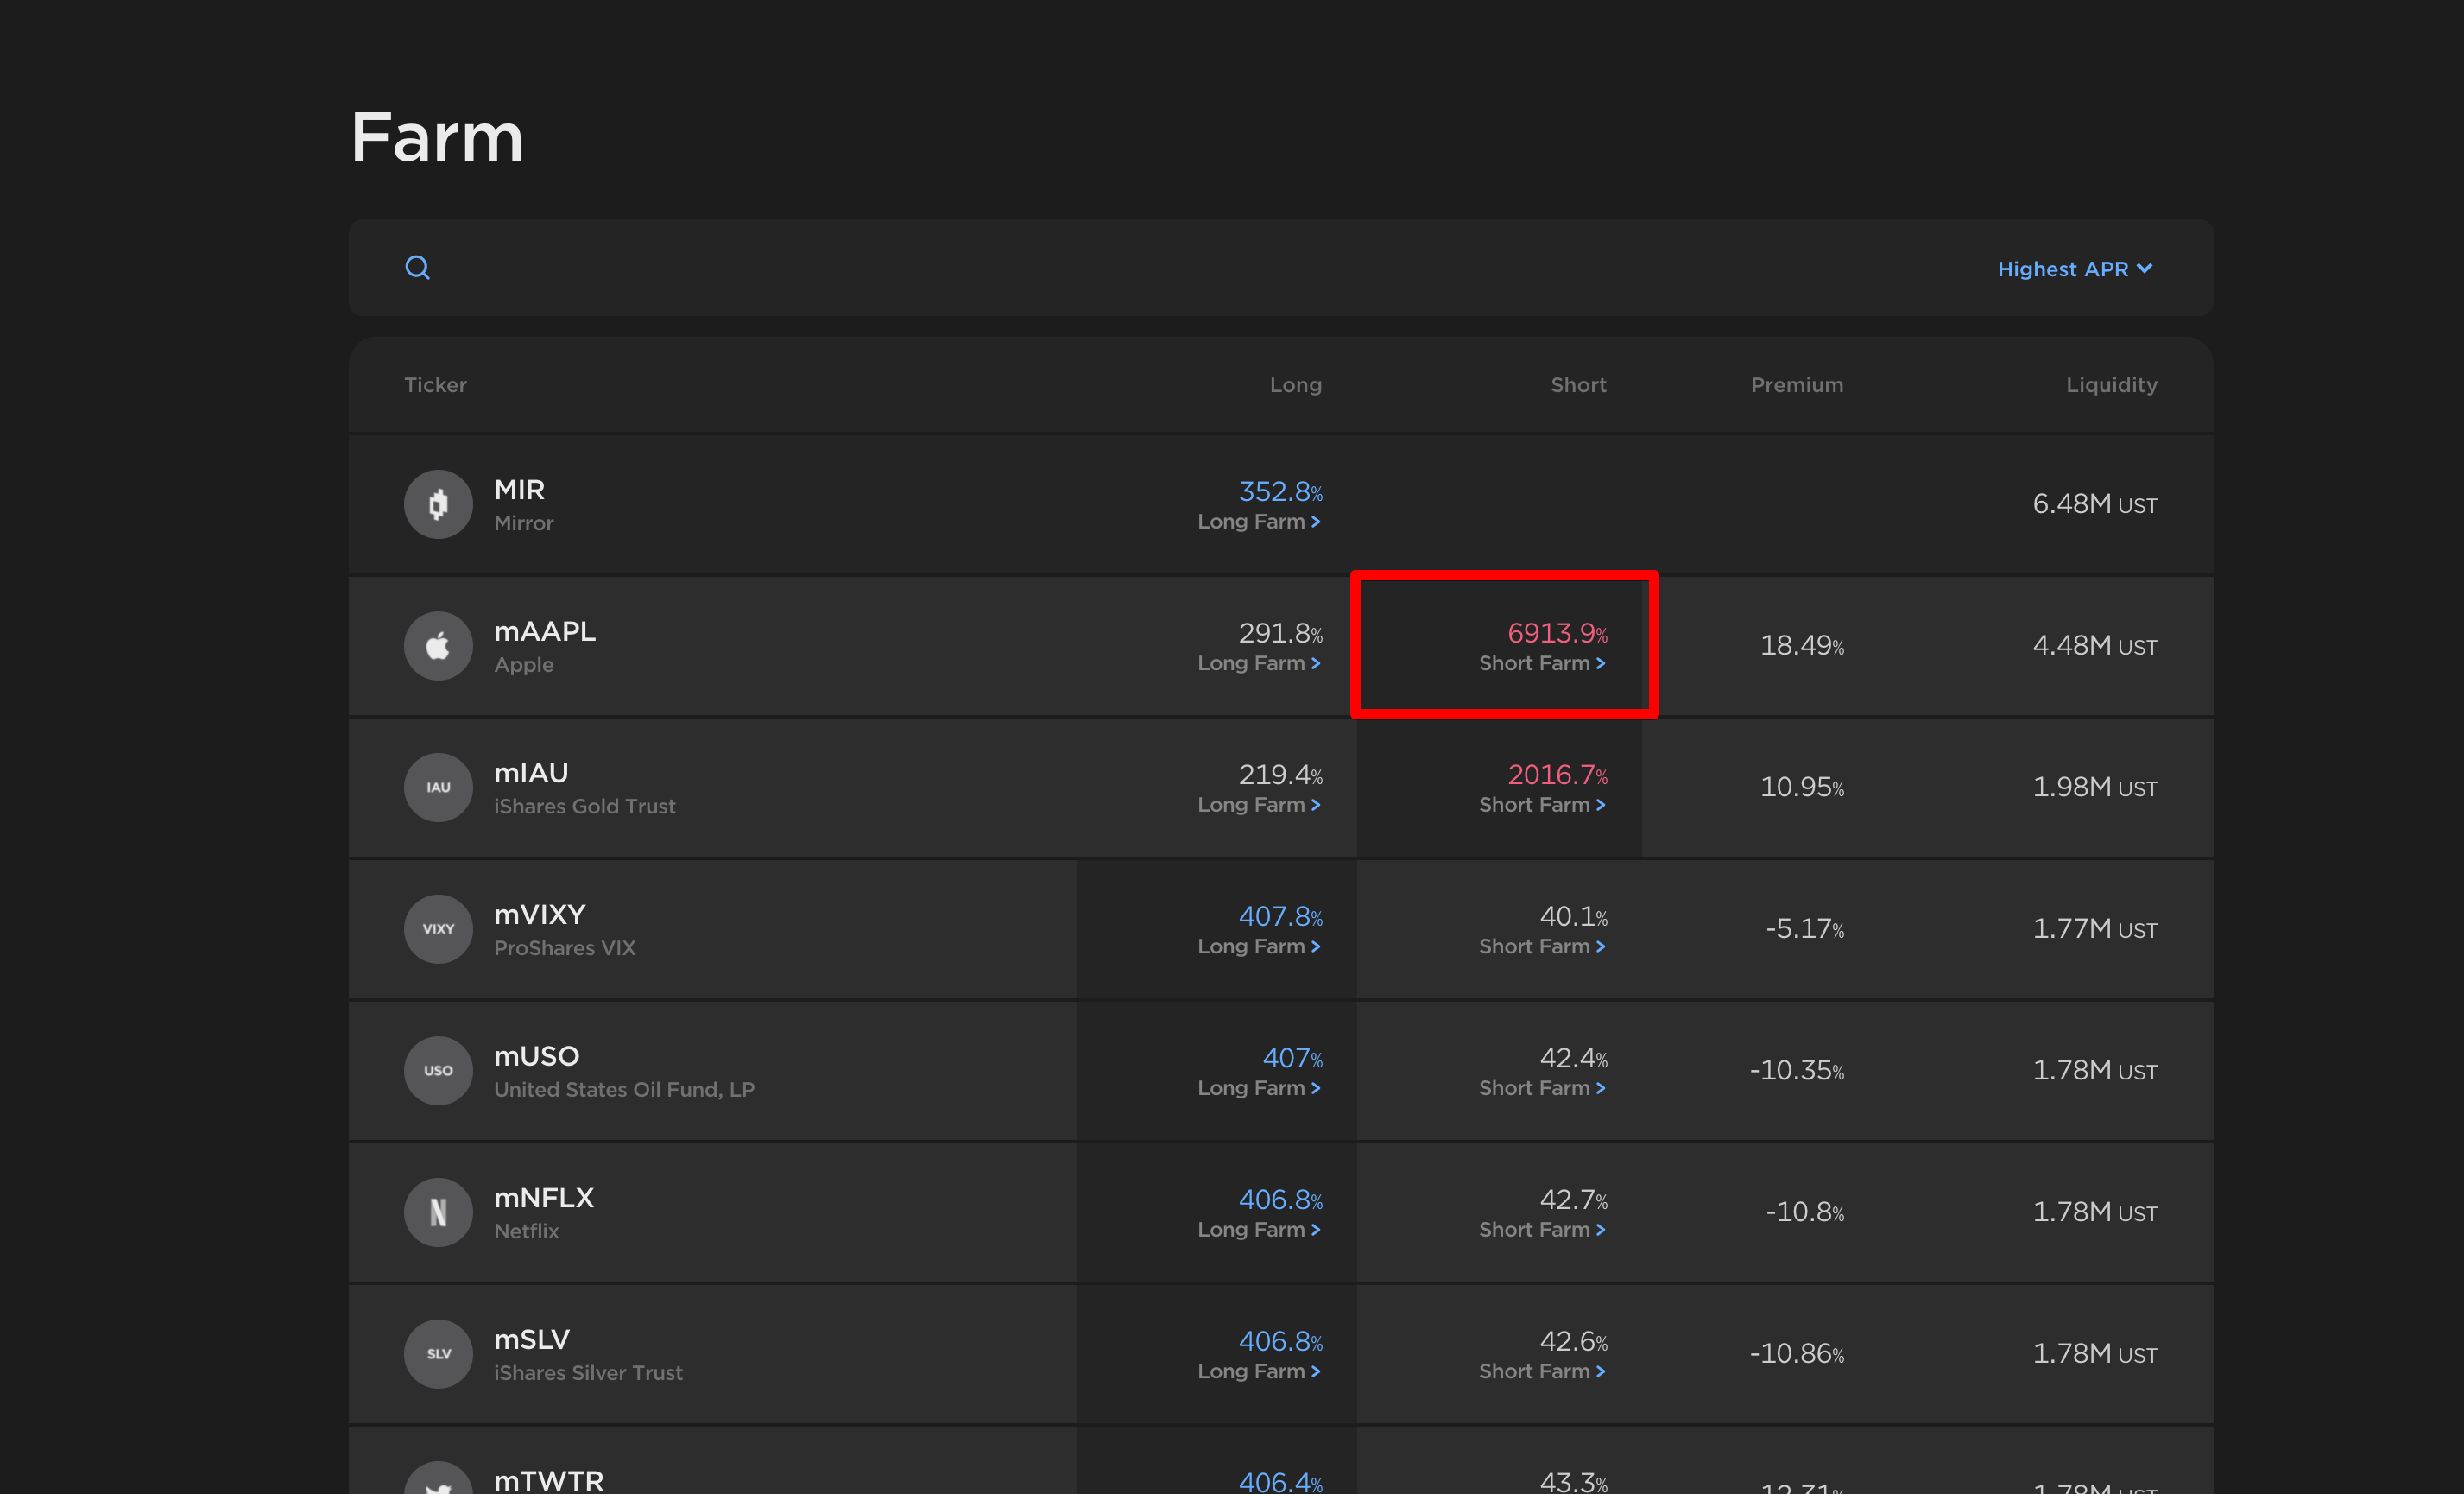 Farm
Highest APR
Ticker Long Short Premium Liquidity
MIR 352.8%
Mirror Long Farm > 6.48M UST
mAAPL 291.8% 6913.9%
Apple Long Farm > Short Farm > 18.49% 4.48M UST
IAU mIAU 219.4% 2016.7%
iShares Gold Trust Long Farm > Short Farm > 10.95% 1.98M UST
VIXY mVIXY 407.8% 40.1%
ProShares VIX Long Farm > Short Farm > -5.17% 1.77M UST
USO mUSO 407% 42.4%
United States Oil Fund, LP Long Farm > Short Farm > -10.35% 1.78M UST
N mNFLX 406.8% 42.7%
Netflix Long Farm > Short Farm > -10.8% 1.78M UST
SLV mSLV 406.8% 42.6%
iShares Silver Trust Long Farm > Short Farm > -10.86% 1.78M UST
mTWTR 406.4% 43.3%